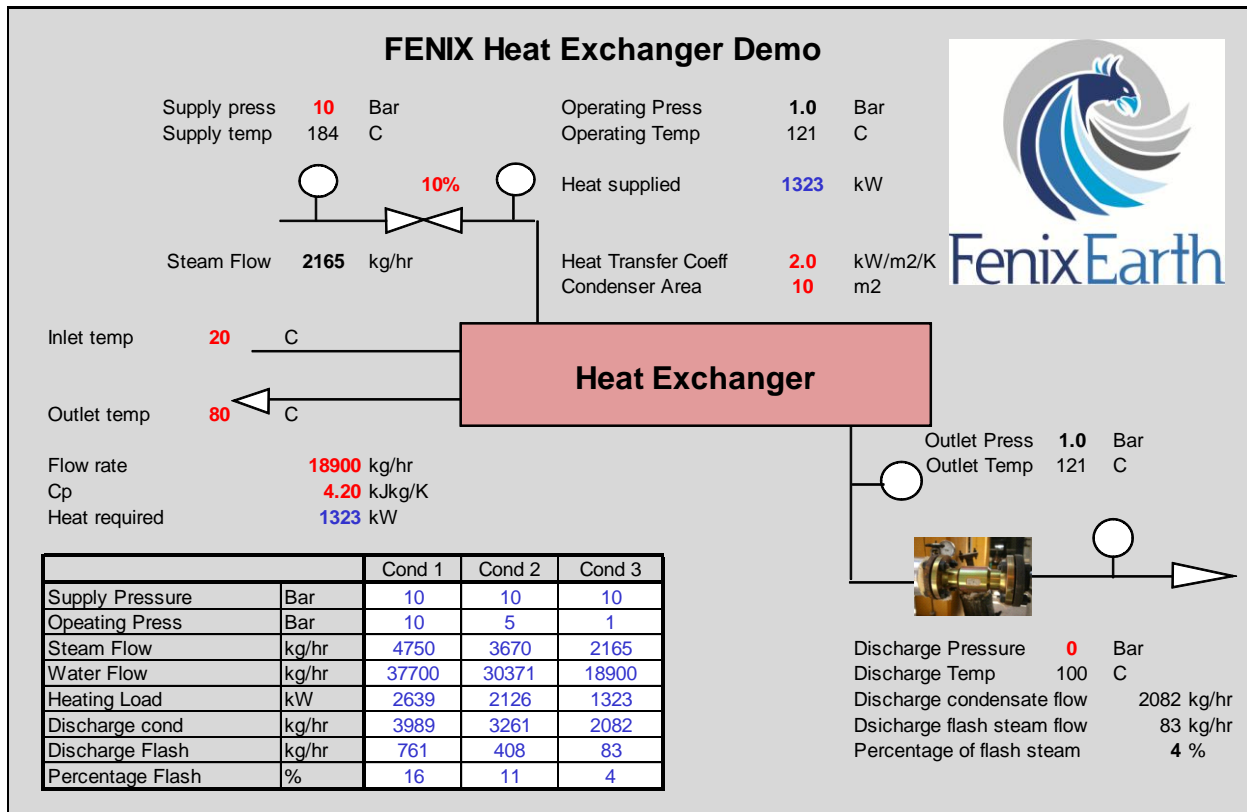 FENIX Heat Exchanger Demo
Supply press 10 Bar
Supply temp 184 C
Operating Press 1.0 Bar
Operating Temp 121 C
10%
Heat supplied 1323 kW
Steam Flow 2165 kg/hr
Heat Transfer Coeff 2.0 kW/m2/K
Condenser Area 10 m2
FenixEarth
Inlet temp 20 C
Heat Exchanger
Outlet temp 80 C
Outlet Press 1.0 Bar
Outlet Temp 121 C
Flow rate 18900 kg/hr
Cp 4.20 kJkg/K
Heat required 1323 kW
Cond 1 Cond 2 Cond 3
Supply Pressure Bar 10 10 10
Opeating Press Bar 10 5 1
Steam Flow kg/hr 4750 3670 2165
Water Flow kg/hr 37700 30371 18900
Heating Load kW 2639 2126 1323
Discharge cond kg/hr 3989 3261 2082
Discharge Flash kg/hr 761 408 83
Percentage Flash % 16 11 4
Discharge Pressure 0 Bar
Discharge Temp 100 C
Discharge condensate flow 2082 kg/hr
Dsicharge flash steam flow 83 kg/hr
Percentage of flash steam 4 %